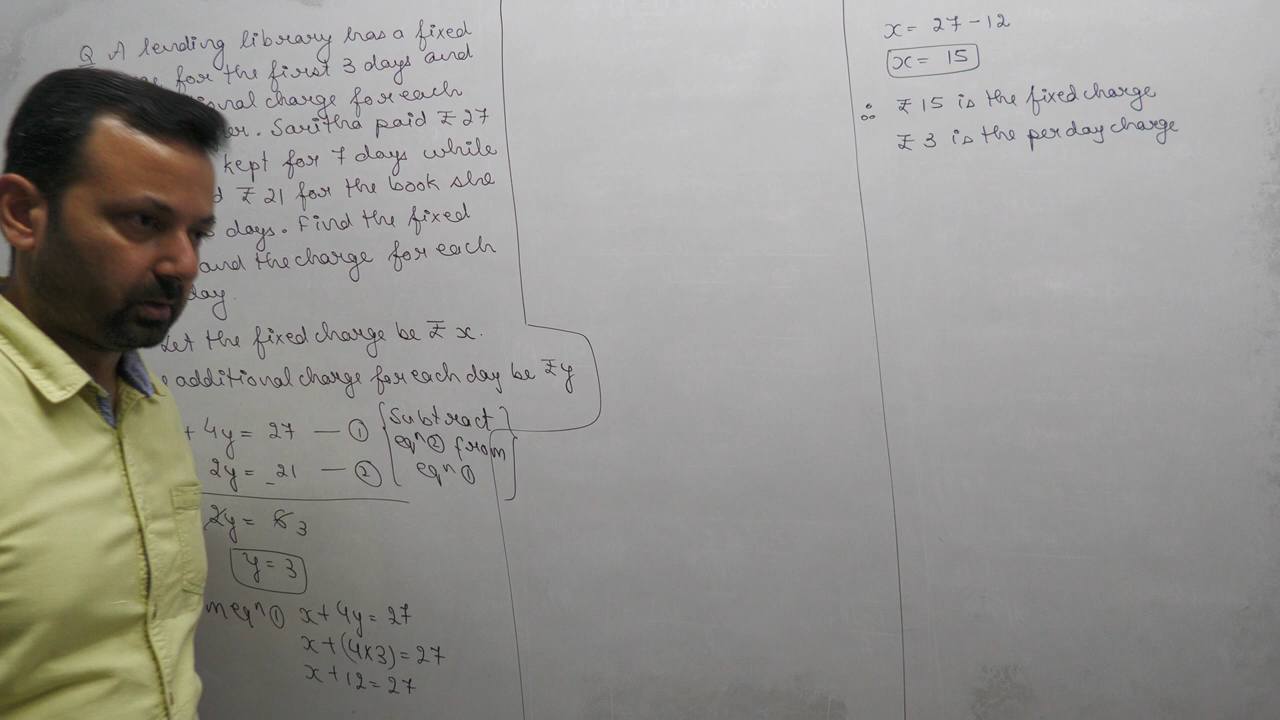 Q A lending library has a fixed
for the first 3 days and
charge for each
Saritha paid ₹ 27
kept for 7 days while
₹ 21 for the book she
days. Find the fixed
and the charge for each
day.
Let the fixed charge be ₹ x.
additional charge for each day be ₹ y
+ 4y = 27 — ① {Subtract
2y = _21 — ② eqⁿ② from
eqⁿ①}
2y = 6 3
y = 3
eqⁿ① x + 4y = 27
x + (4x3) = 27
x + 12 = 27
x = 27 - 12
x = 15
∴ ₹ 15 is the fixed charge
₹ 3 is the per day charge